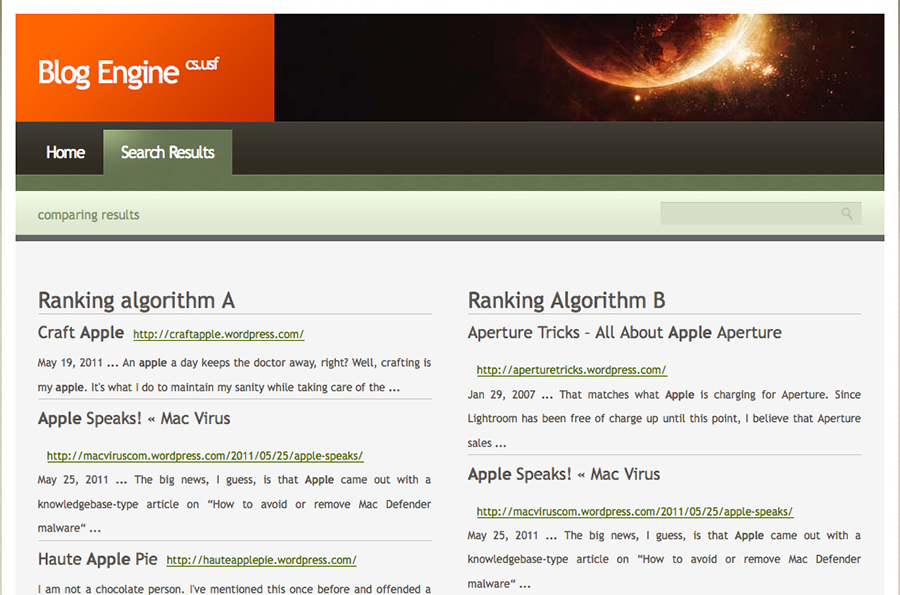 Blog Engine cs.usf
Home
Search Results
comparing results
Ranking algorithm A
Craft Apple http://craftapple.wordpress.com/
May 19, 2011 ... An apple a day keeps the doctor away, right? Well, crafting is
my apple. It's what I do to maintain my sanity while taking care of the ...
Apple Speaks! « Mac Virus
http://macviruscom.wordpress.com/2011/05/25/apple-speaks/
May 25, 2011 ... The big news, I guess, is that Apple came out with a
knowledgebase-type article on “How to avoid or remove Mac Defender
malware“ ...
Haute Apple Pie http://hauteapplepie.wordpress.com/
I am not a chocolate person. I've mentioned this once before and offended a
Ranking Algorithm B
Aperture Tricks – All About Apple Aperture
http://aperturetricks.wordpress.com/
Jan 29, 2007 ... That matches what Apple is charging for Aperture. Since
Lightroom has been free of charge up until this point, I believe that Aperture
sales ...
Apple Speaks! « Mac Virus
http://macviruscom.wordpress.com/2011/05/25/apple-speaks/
May 25, 2011 ... The big news, I guess, is that Apple came out with a
knowledgebase-type article on “How to avoid or remove Mac Defender
malware“ ...